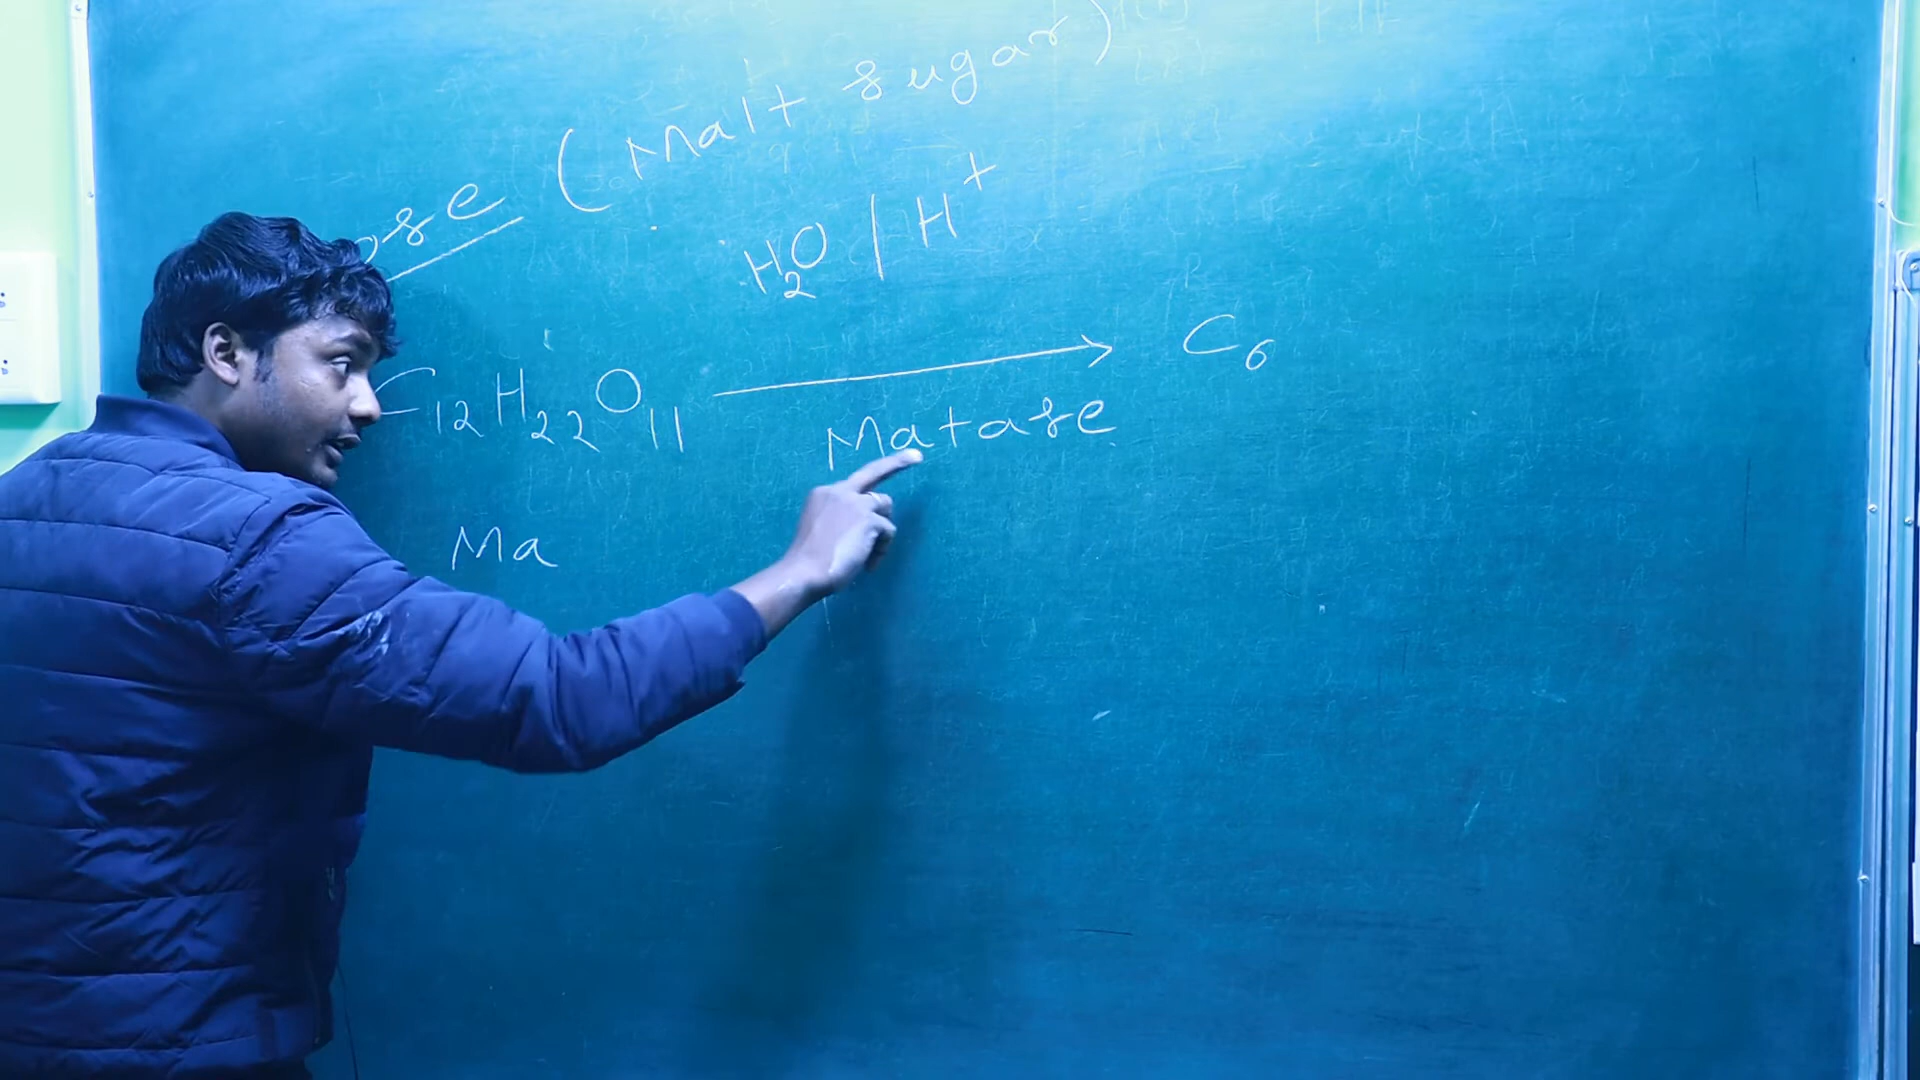 ose (Malt sugar)
H₂O / H⁺
C₁₂H₂₂O₁₁ → C₆
Matase
Ma